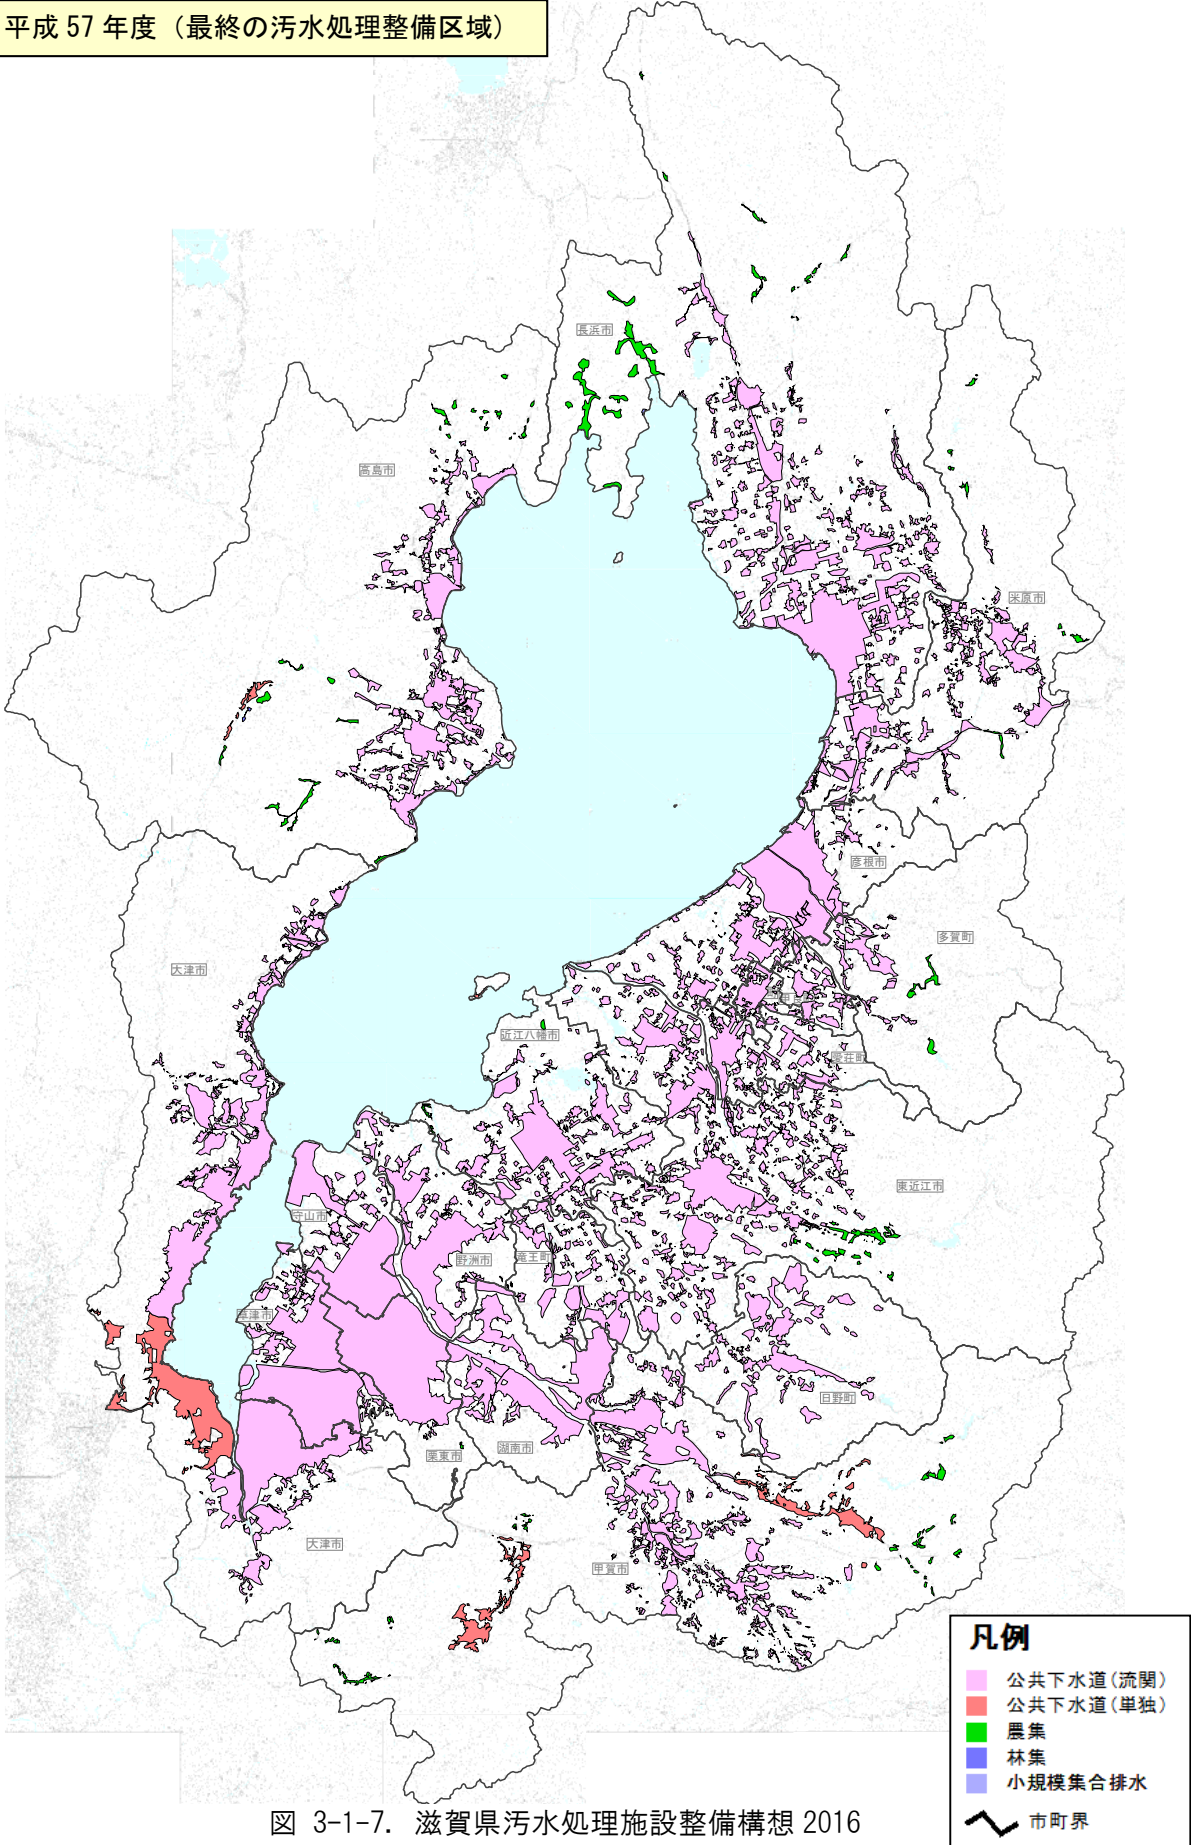 平成 57 年度（最終の汚水処理整備区域）
長浜市
高島市
米原市
彦根市
多賀町
大津市
近江八幡市
愛荘町
東近江市
守山市
野洲市
竜王町
草津市
日野町
栗東市
湖南市
大津市
甲賀市
凡例
公共下水道(流関)
公共下水道(単独)
農集
林集
小規模集合排水
市町界
図 3-1-7. 滋賀県汚水処理施設整備構想 2016